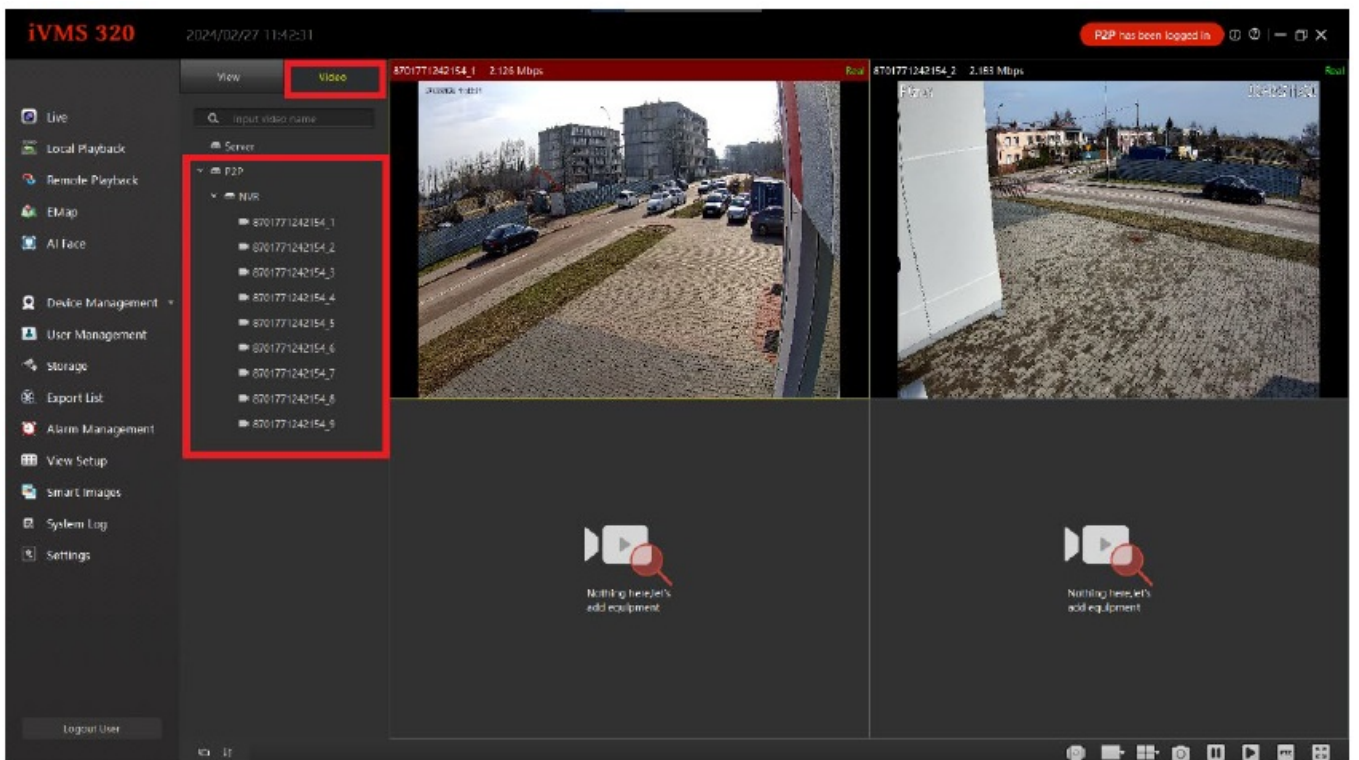 iVMS 320
2024/02/27 11:42:31
P2P has been logged in
View
Video
8701771242154_1 2.126 Mbps
Real
8701771242154_2 2.183 Mbps
Real
Live
Local Playback
Remote Playback
EMap
AI Face
Device Management
User Management
Storage
Export List
Alarm Management
View Setup
Smart Images
System Log
Settings
Logout User
Input video name
Server
P2P
NVR
8701771242154_1
8701771242154_2
8701771242154_3
8701771242154_4
8701771242154_5
8701771242154_6
8701771242154_7
8701771242154_8
8701771242154_9
Nothing here,let's
add equipment
Nothing here,let's
add equipment